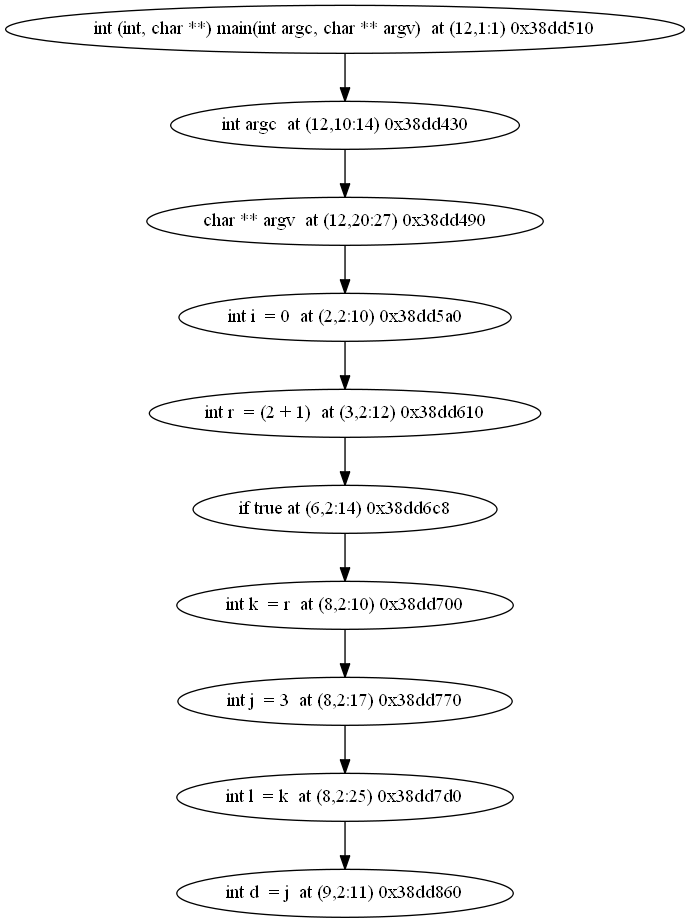 int (int, char **) main(int argc, char ** argv) at (12,1:1) 0x38dd510
int argc at (12,10:14) 0x38dd430
char ** argv at (12,20:27) 0x38dd490
int i = 0 at (2,2:10) 0x38dd5a0
int r = (2 + 1) at (3,2:12) 0x38dd610
if true at (6,2:14) 0x38dd6c8
int k = r at (8,2:10) 0x38dd700
int j = 3 at (8,2:17) 0x38dd770
int l = k at (8,2:25) 0x38dd7d0
int d = j at (9,2:11) 0x38dd860